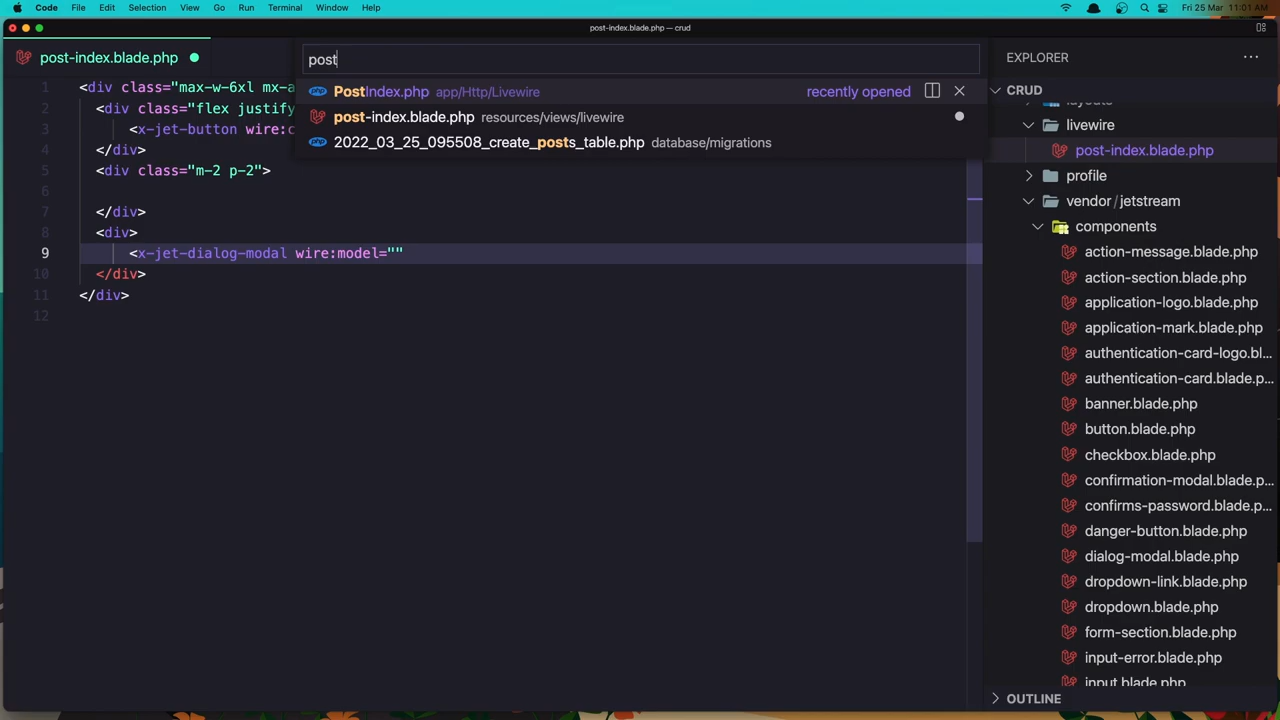 Code File Edit Selection View Go Run Terminal Window Help Fri 25 Mar 11:01 AM
post-index.blade.php — crud
post-index.blade.php
post
PostIndex.php app/Http/Livewire recently opened
post-index.blade.php resources/views/livewire
2022_03_25_095508_create_posts_table.php database/migrations
1 <div class="max-w-6xl mx-a
2 <div class="flex justify
3 <x-jet-button wire:c
4 </div>
5 <div class="m-2 p-2">
6
7 </div>
8 <div>
9 <x-jet-dialog-modal wire:model=""
10 </div>
11 </div>
12
EXPLORER
CRUD
layouts
livewire
post-index.blade.php
profile
vendor/jetstream
components
action-message.blade.php
action-section.blade.php
application-logo.blade.php
application-mark.blade.php
authentication-card-logo.bl...
authentication-card.blade.p...
banner.blade.php
button.blade.php
checkbox.blade.php
confirmation-modal.blade.p...
confirms-password.blade.p...
danger-button.blade.php
dialog-modal.blade.php
dropdown-link.blade.php
dropdown.blade.php
form-section.blade.php
input-error.blade.php
input.blade.php
OUTLINE